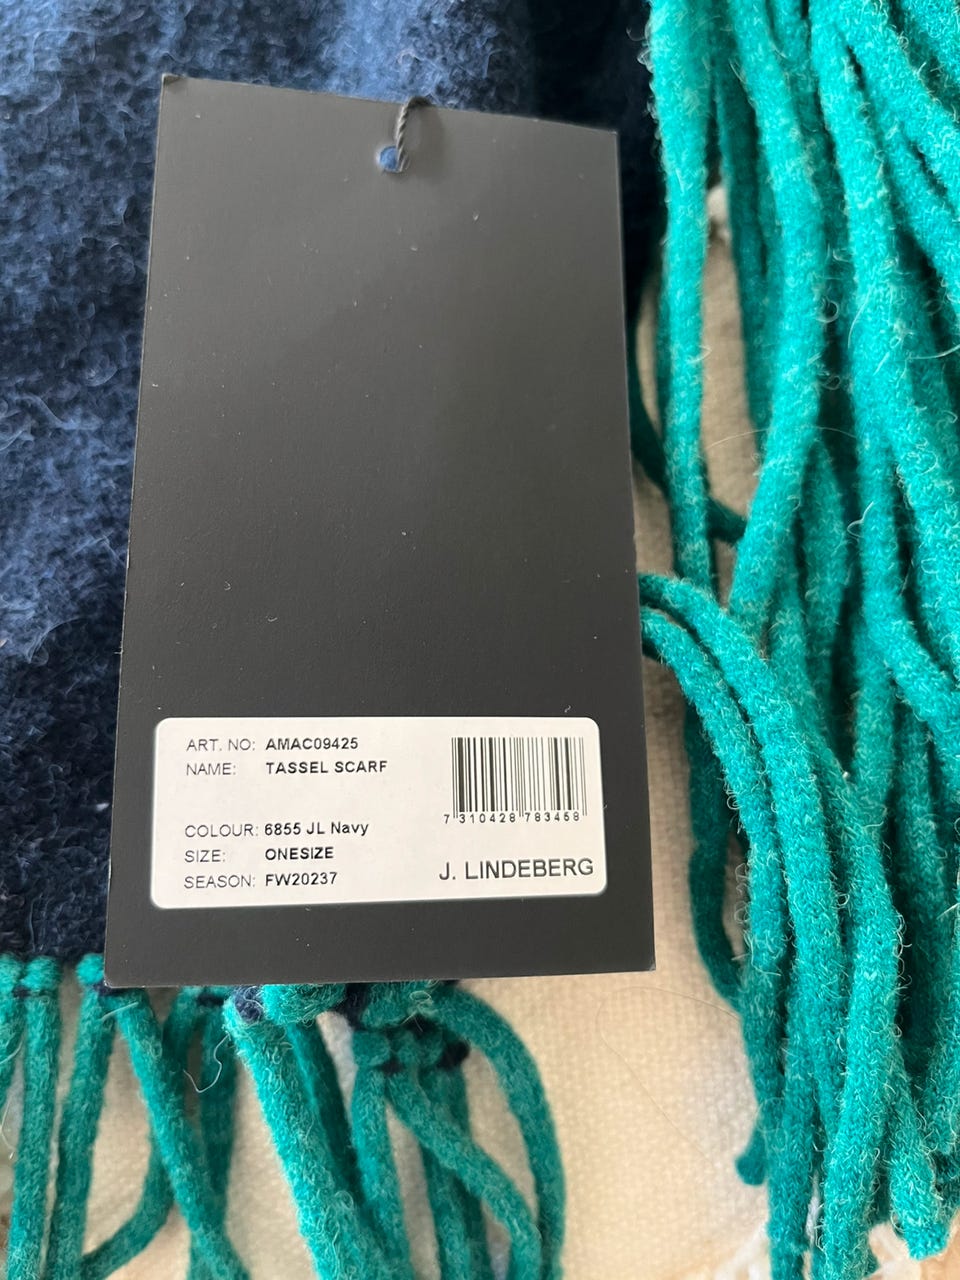 ART. NO: AMAC09425
NAME: TASSEL SCARF
COLOUR: 6855 JL Navy
SIZE: ONESIZE
SEASON: FW20237
7 310428 783458
J. LINDEBERG